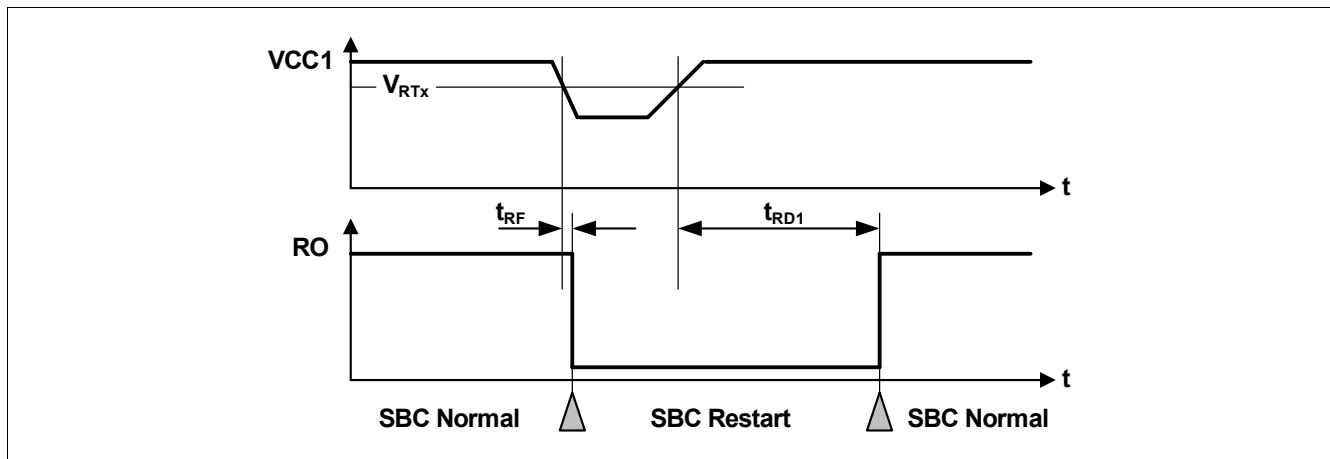 VCC1
VRTx
t
tRF
tRD1
RO
t
SBC Normal
SBC Restart
SBC Normal